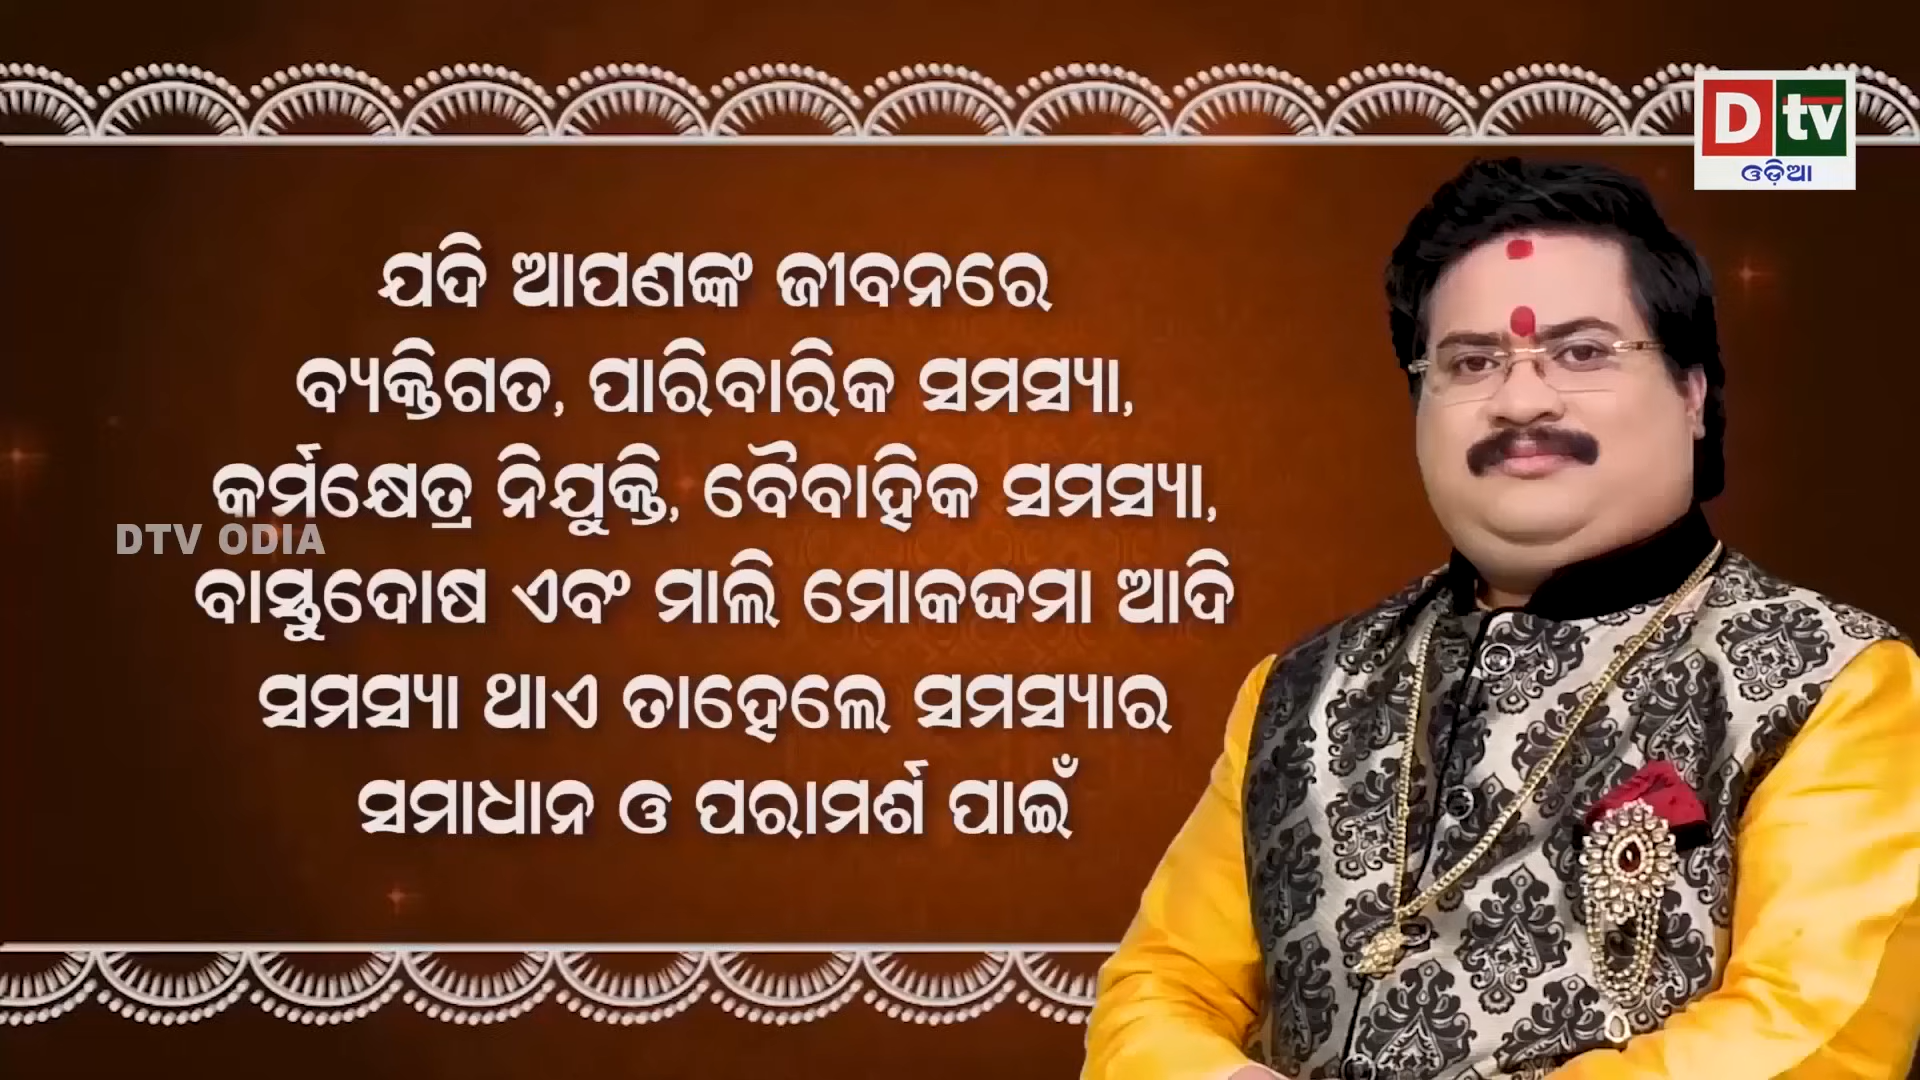 D tv
ଓଡ଼ିଆ
ଯଦି ଆପଣଙ୍କ ଜୀବନରେ
ବ୍ୟକ୍ତିଗତ, ପାରିବାରିକ ସମସ୍ୟା,
କର୍ମକ୍ଷେତ୍ର ନିଯୁକ୍ତି, ବୈବାହିକ ସମସ୍ୟା,
DTV ODIA
ବାସ୍ତୁଦୋଷ ଏବଂ ମାଲି ମୋକଦ୍ଦମା ଆଦି
ସମସ୍ୟା ଥାଏ ତାହେଲେ ସମସ୍ୟାର
ସମାଧାନ ଓ ପରାମର୍ଶ ପାଇଁ